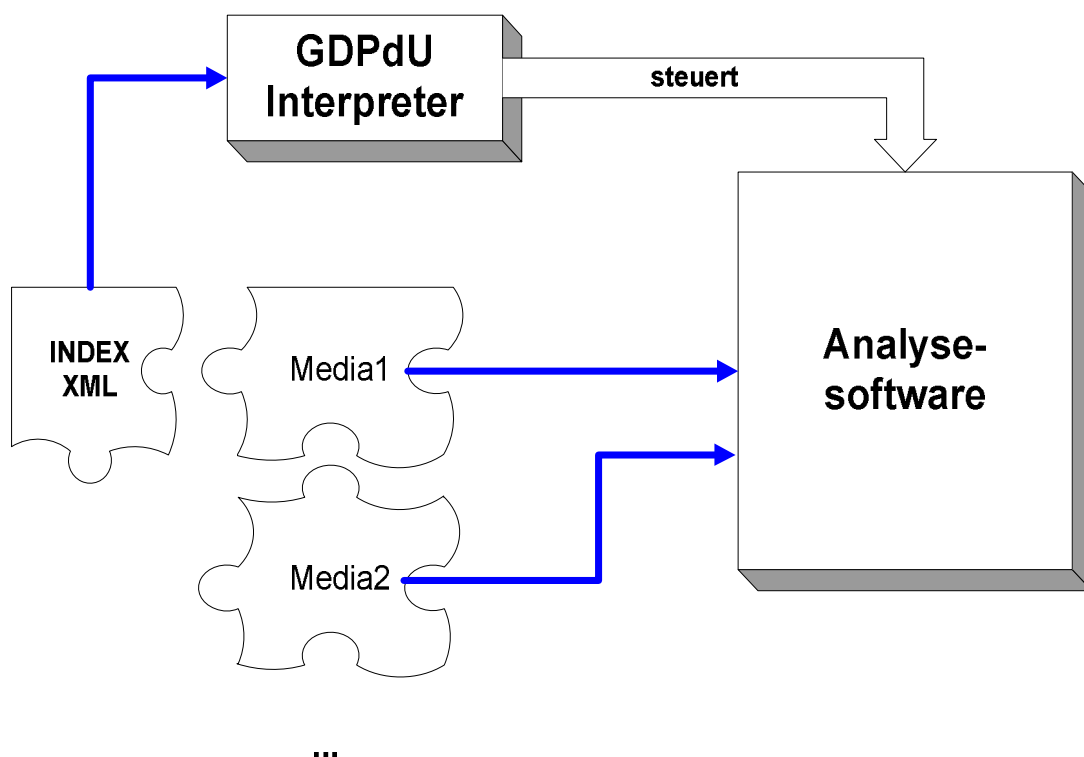 GDPdU
Interpreter
steuert
INDEX
XML
Media1
Analyse-
software
Media2
...